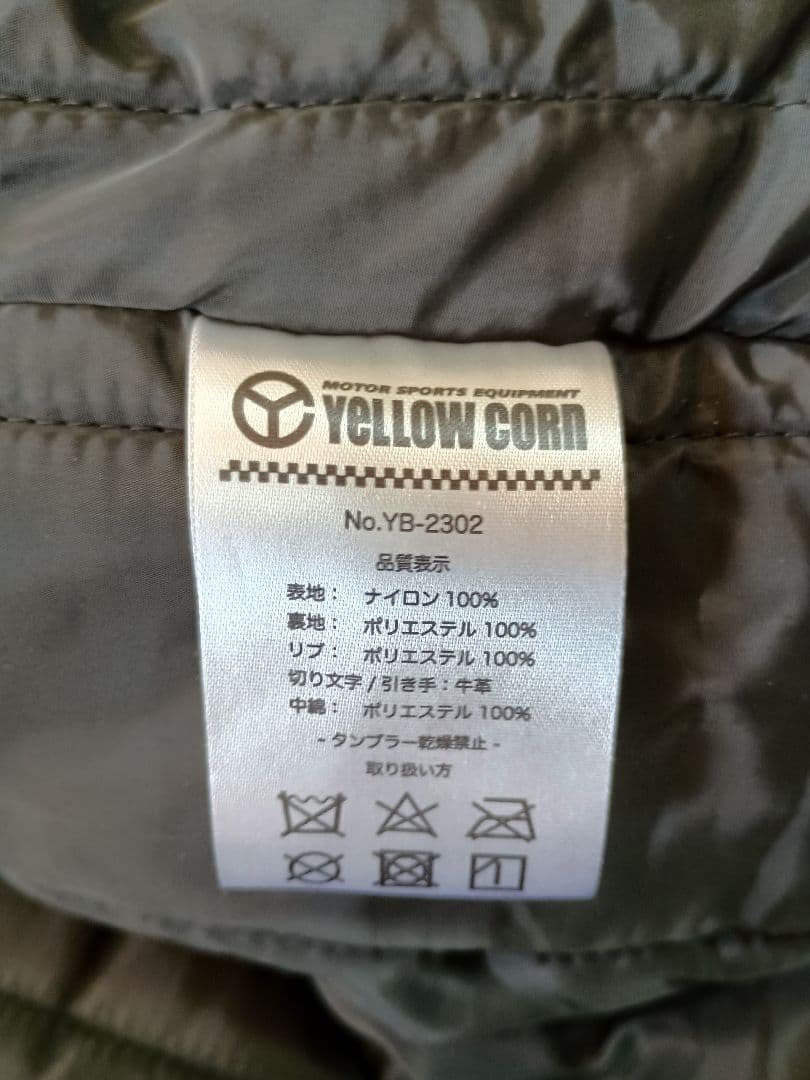 MOTOR SPORTS EQUIPMENT
YeLLOW CORn
No.YB-2302
品質表示
表地： ナイロン 100%
裏地： ポリエステル 100%
リブ： ポリエステル 100%
切り文字 / 引き手：牛革
中綿： ポリエステル 100%
- タンブラー乾燥禁止 -
取り扱い方